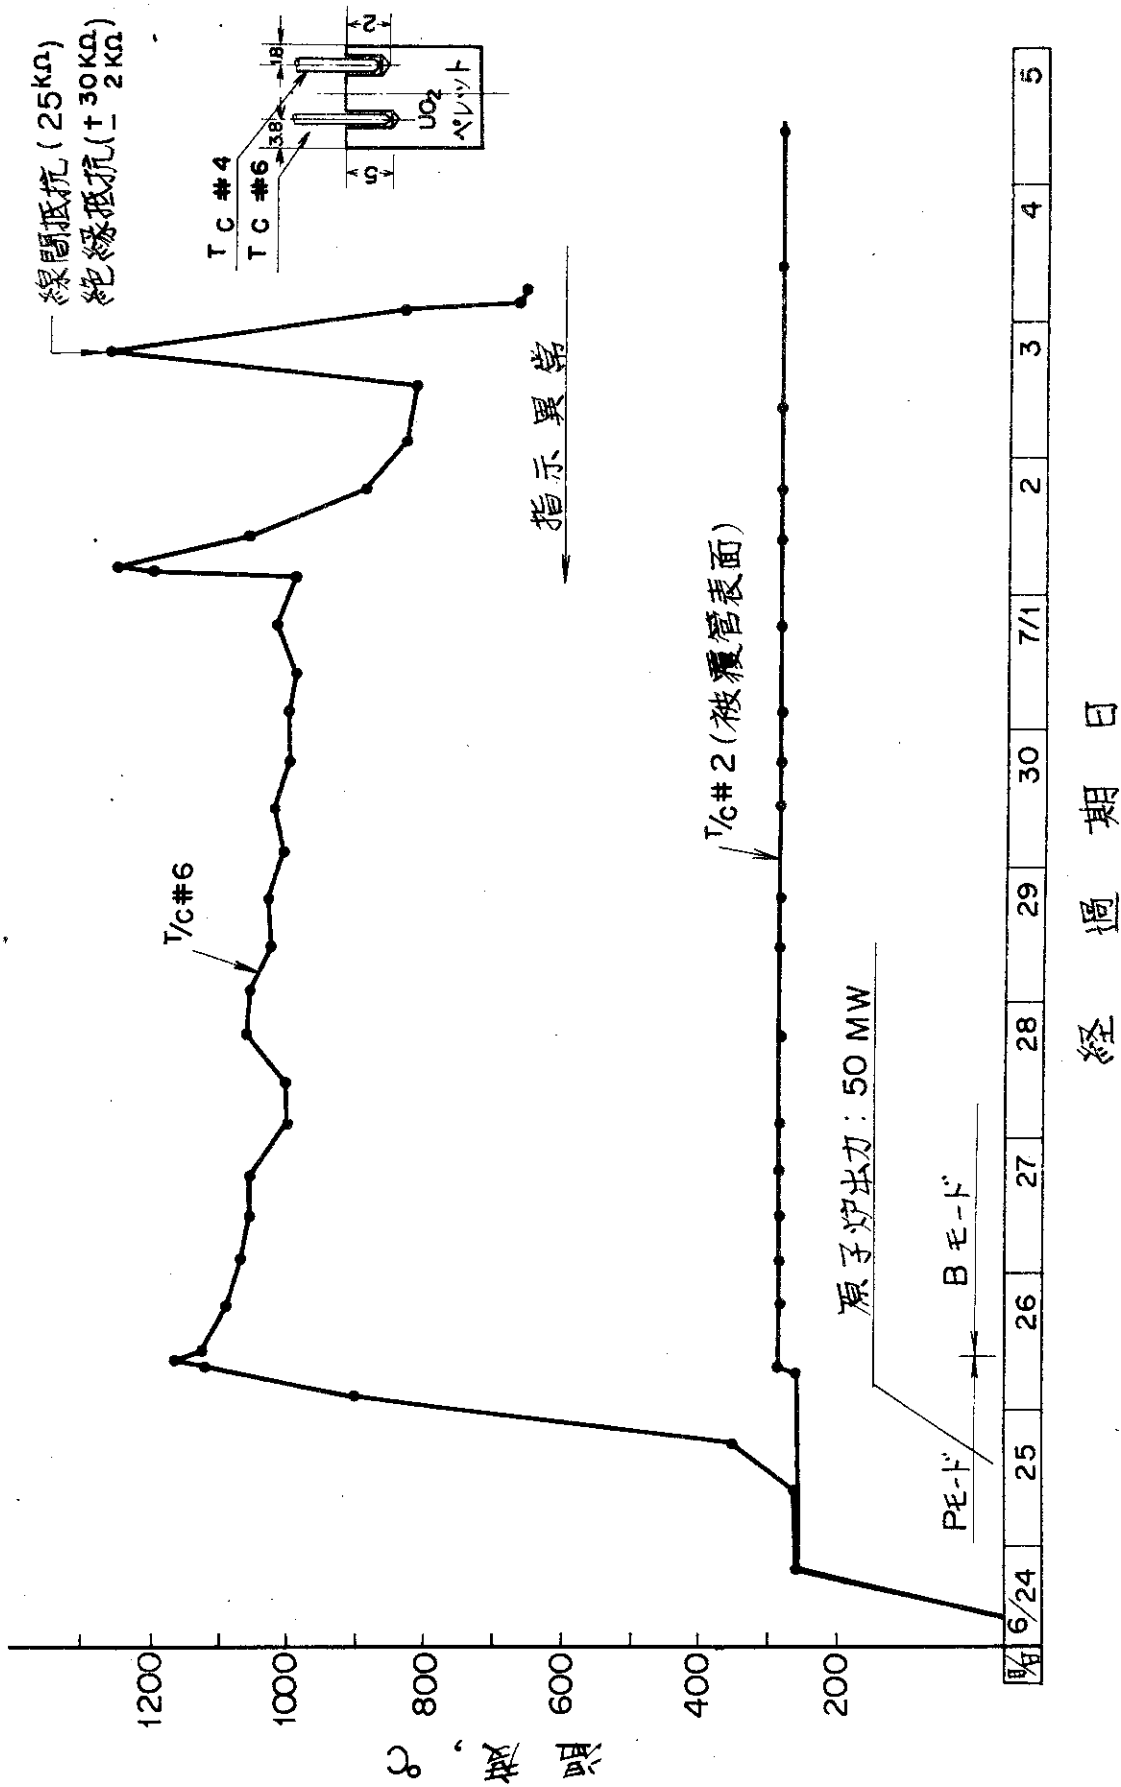 線間抵抗(25KΩ)
絶縁抵抗(+ 30KΩ
- 2KΩ)
TC #4
TC #6
3.8
1.8
5
2
UO₂
ペレット
指示異常
T/C#6
T/C#2(被覆管表面)
原子炉出力:50MW
Pモード
Bモード
温度, ℃
1200
1000
800
600
400
200
月/日
6/24
25
26
27
28
29
30
7/1
2
3
4
5
経過期日